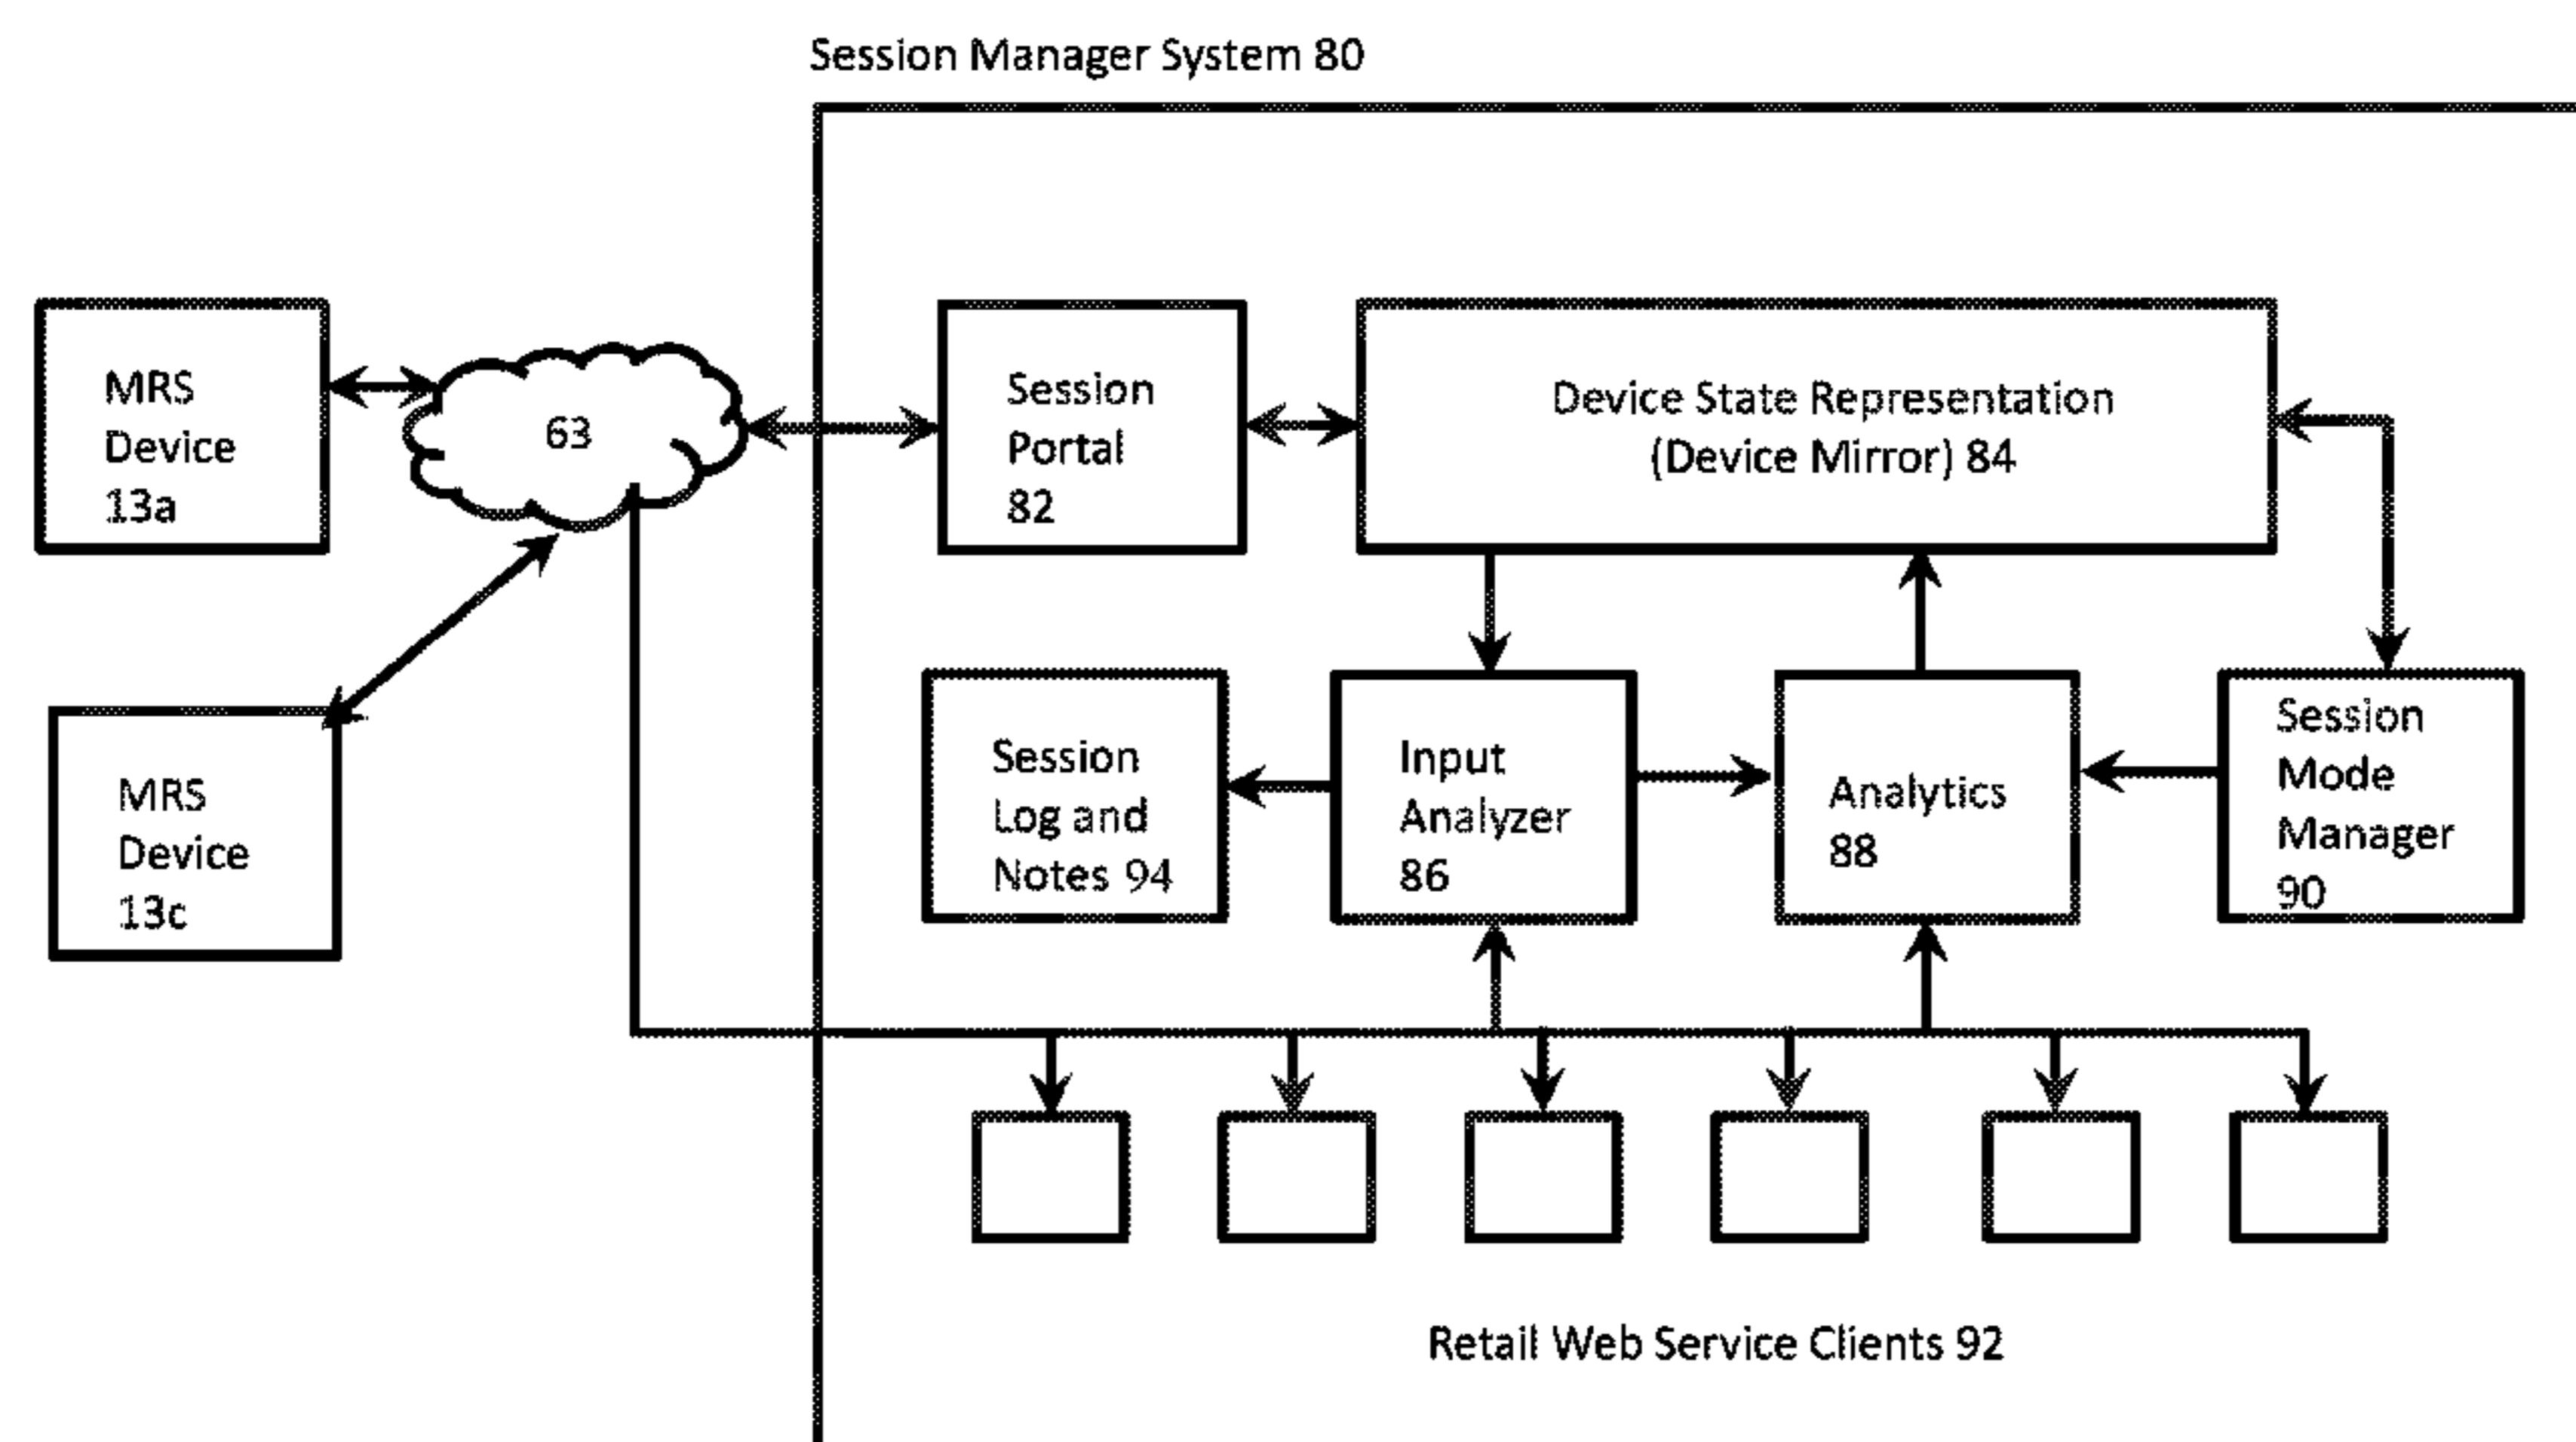 Session Manager System 80
MRS
Device
13a
63
Session
Portal
82
Device State Representation
(Device Mirror) 84
MRS
Device
13c
Session
Log and
Notes 94
Input
Analyzer
86
Analytics
88
Session
Mode
Manager
90
Retail Web Service Clients 92